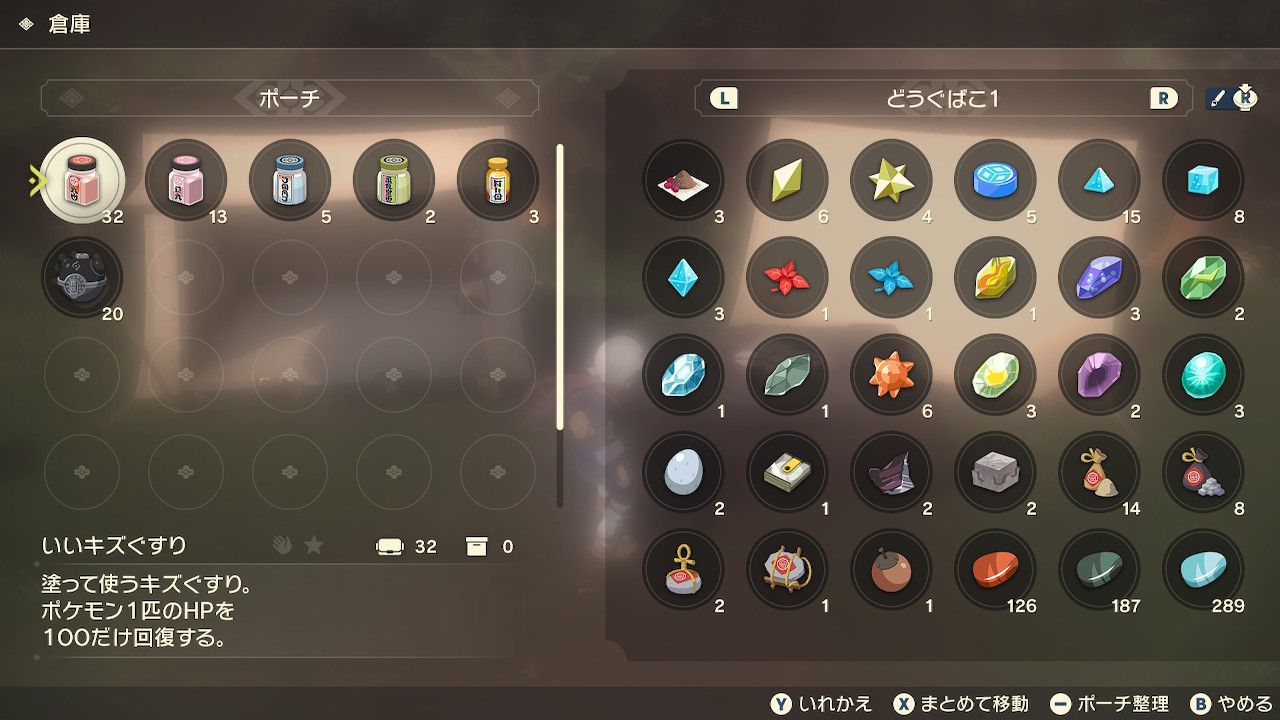 倉庫
ポーチ
L どうぐばこ1 R R
32 13 5 2 3
20
3 6 4 5 15 8
3 1 1 1 3 2
1 1 6 3 2 3
2 1 2 2 14 8
2 1 1 126 187 289
いいキズぐすり 32 0
塗って使うキズぐすり。
ポケモン1匹のHPを
100だけ回復する。
Y いれかえ X まとめて移動 ポーチ整理 B やめる